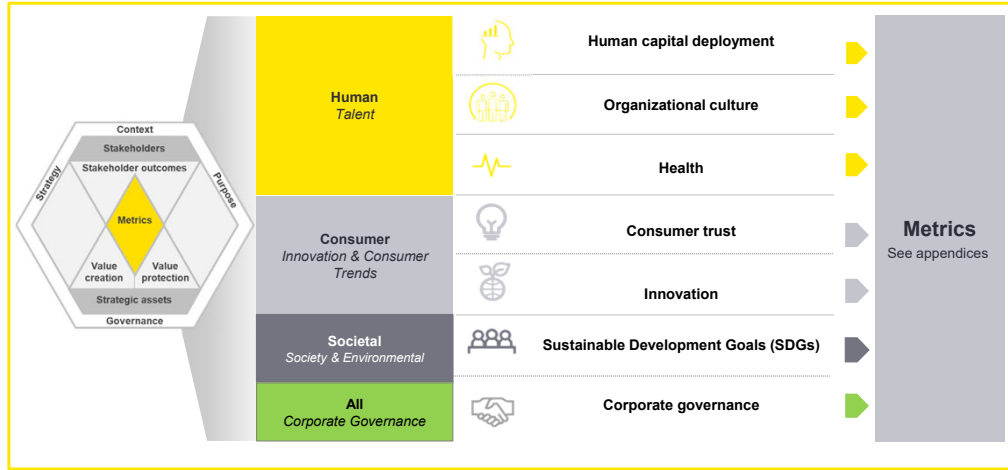 Context
Stakeholders
Stakeholder outcomes
Strategy
Purpose
Metrics
Value
creation
Value
protection
Strategic assets
Governance
Human
Talent
Human capital deployment
Organizational culture
Health
Consumer
Innovation & Consumer
Trends
Consumer trust
Innovation
Societal
Society & Environmental
Sustainable Development Goals (SDGs)
All
Corporate Governance
Corporate governance
Metrics
See appendices